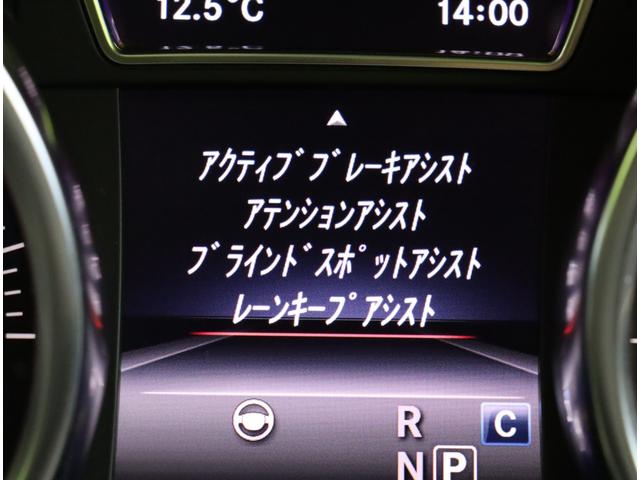 12.5°C 14:00
アクティブブレーキアシスト
アテンションアシスト
ブラインドスポットアシスト
レーンキープアシスト
R C
N P